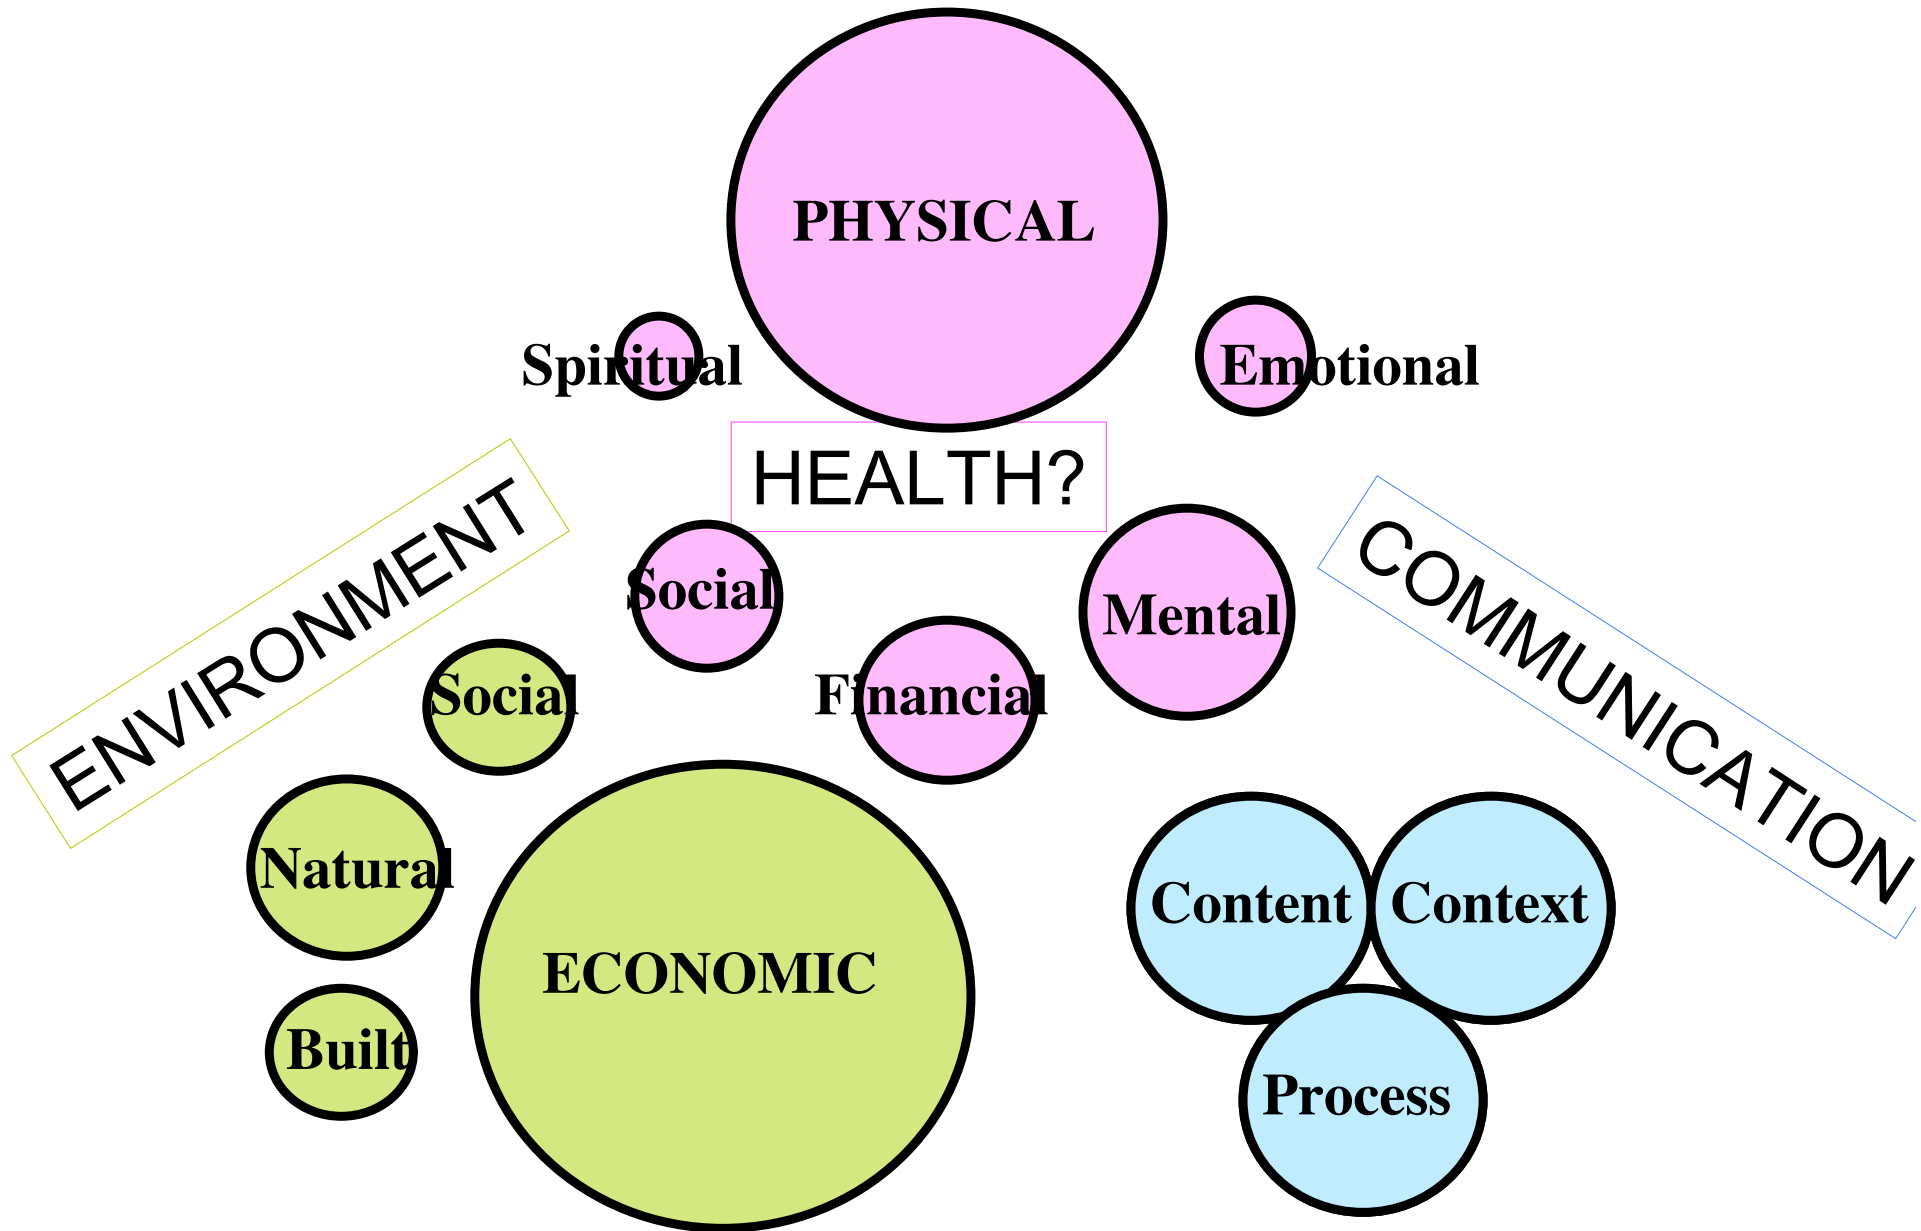 PHYSICAL
Spiritual
Emotional
HEALTH?
ENVIRONMENT
COMMUNICATION
Social
Mental
Social
Financial
Natural
Content
Context
ECONOMIC
Built
Process